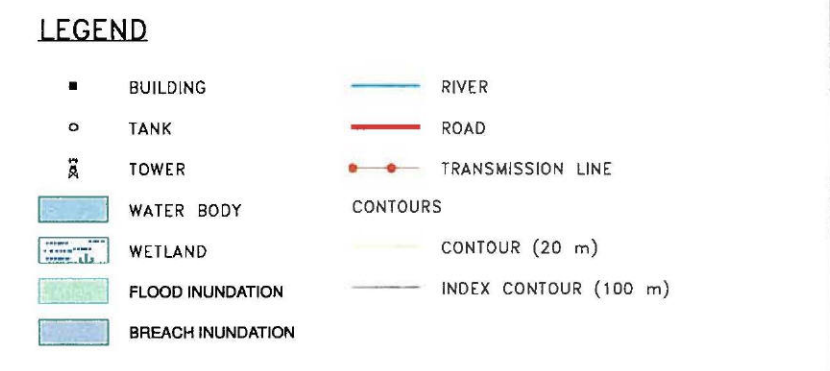 LEGEND
BUILDING
TANK
TOWER
WATER BODY
WETLAND
FLOOD INUNDATION
BREACH INUNDATION
RIVER
ROAD
TRANSMISSION LINE
CONTOURS
CONTOUR (20 m)
INDEX CONTOUR (100 m)